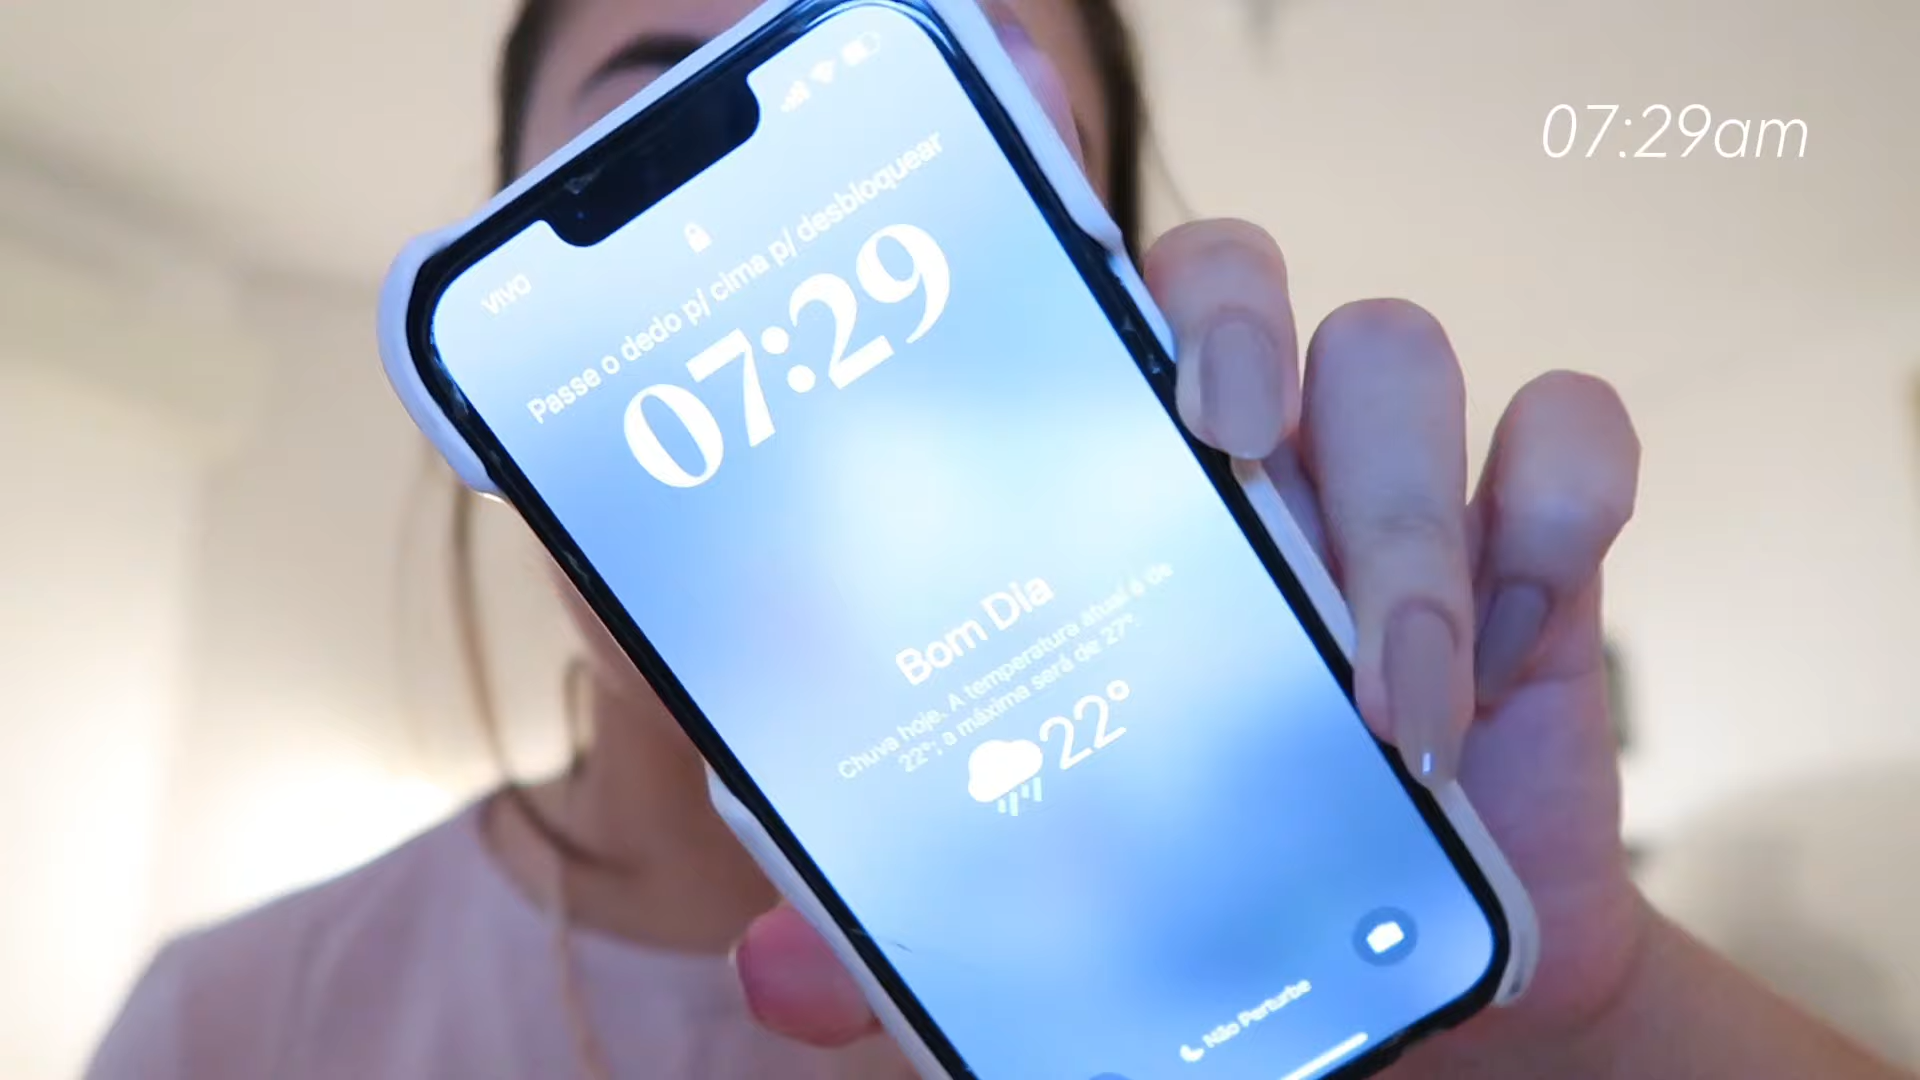 07:29am
VIVO
Passe o dedo p/ cima p/ desbloquear
07:29
Bom Dia
Chuva hoje. A temperatura atual é de
22°; a máxima será de 27°.
22°
Não Perturbe